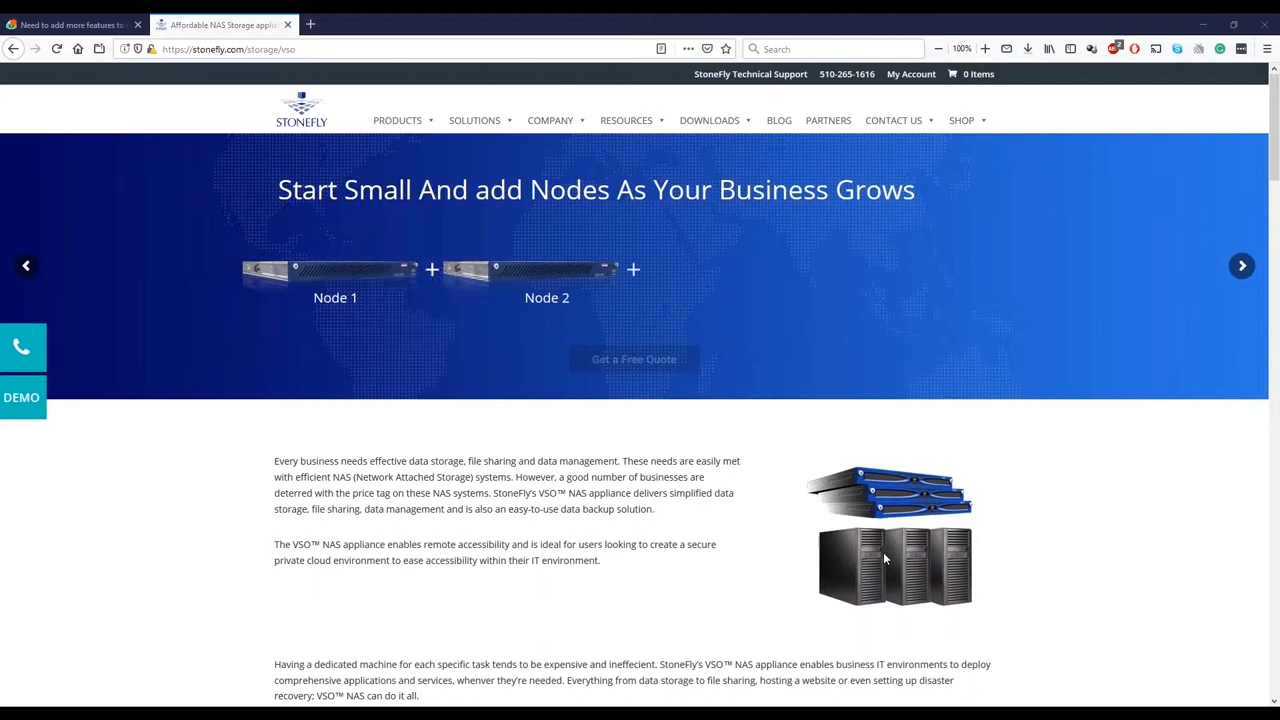 Need to add more features to
Affordable NAS Storage applia
https://stonefly.com/storage/vso
100%
Search
2
StoneFly Technical Support 510-265-1616 My Account 0 Items
STONEFLY
PRODUCTS SOLUTIONS COMPANY RESOURCES DOWNLOADS BLOG PARTNERS CONTACT US SHOP
Start Small And add Nodes As Your Business Grows
+ +
Node 1 Node 2
Get a Free Quote
DEMO
Every business needs effective data storage, file sharing and data management. These needs are easily met
with efficient NAS (Network Attached Storage) systems. However, a good number of businesses are
deterred with the price tag on these NAS systems. StoneFly's VSO™ NAS appliance delivers simplified data
storage, file sharing, data management and is also an easy-to-use data backup solution.
The VSO™ NAS appliance enables remote accessibility and is ideal for users looking to create a secure
private cloud environment to ease accessibility within their IT environment.
Having a dedicated machine for each specific task tends to be expensive and ineffecient. StoneFly's VSO™ NAS appliance enables business IT environments to deploy
comprehensive applications and services, whenver they're needed. Everything from data storage to file sharing, hosting a website or even setting up disaster
recovery; VSO™ NAS can do it all.